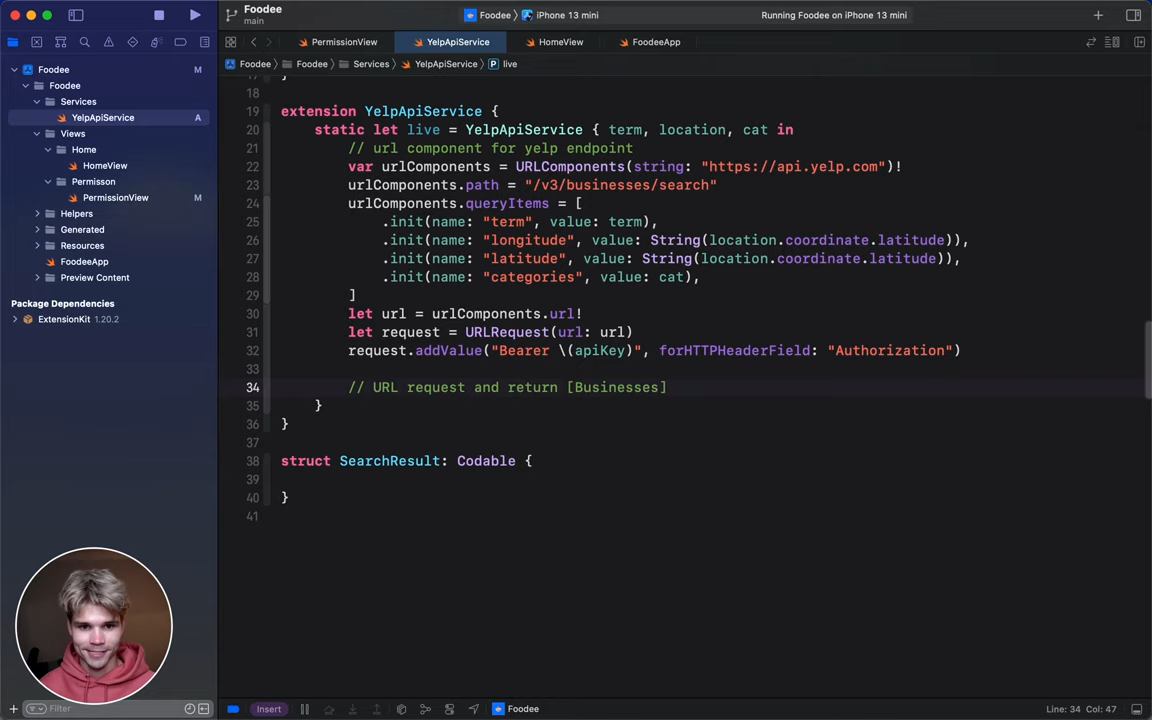 Foodee
main
Foodee
iPhone 13 mini
Running Foodee on iPhone 13 mini
PermissionView
YelpApiService
HomeView
FoodeeApp
Foodee
Foodee
Services
YelpApiService
P live
Foodee M
Foodee
Services
YelpApiService A
Views
Home
HomeView
Permisson
PermissionView M
Helpers
Generated
Resources
FoodeeApp
Preview Content
Package Dependencies
ExtensionKit 1.20.2
Filter
18
19 extension YelpApiService {
20 static let live = YelpApiService { term, location, cat in
21 // url component for yelp endpoint
22 var urlComponents = URLComponents(string: "https://api.yelp.com")!
23 urlComponents.path = "/v3/businesses/search"
24 urlComponents.queryItems = [
25 .init(name: "term", value: term),
26 .init(name: "longitude", value: String(location.coordinate.latitude)),
27 .init(name: "latitude", value: String(location.coordinate.latitude)),
28 .init(name: "categories", value: cat),
29 ]
30 let url = urlComponents.url!
31 let request = URLRequest(url: url)
32 request.addValue("Bearer \(apiKey)", forHTTPHeaderField: "Authorization")
33
34 // URL request and return [Businesses]
35 }
36 }
37
38 struct SearchResult: Codable {
39
40 }
41
Insert
Foodee
Line: 34 Col: 47